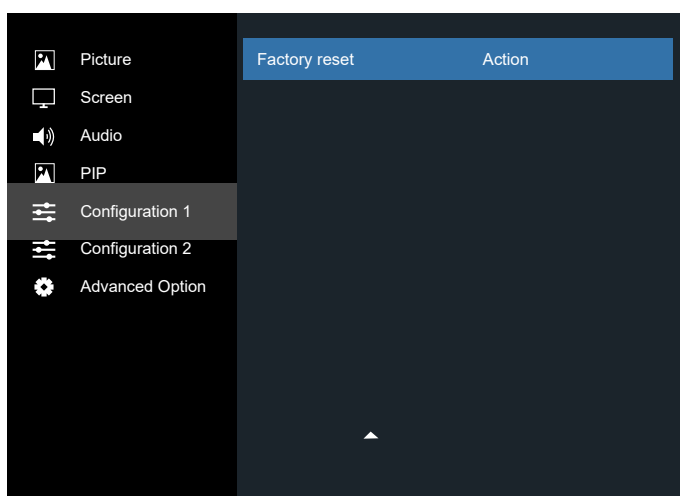 Picture
Factory reset Action
Screen
Audio
PIP
Configuration 1
Configuration 2
Advanced Option